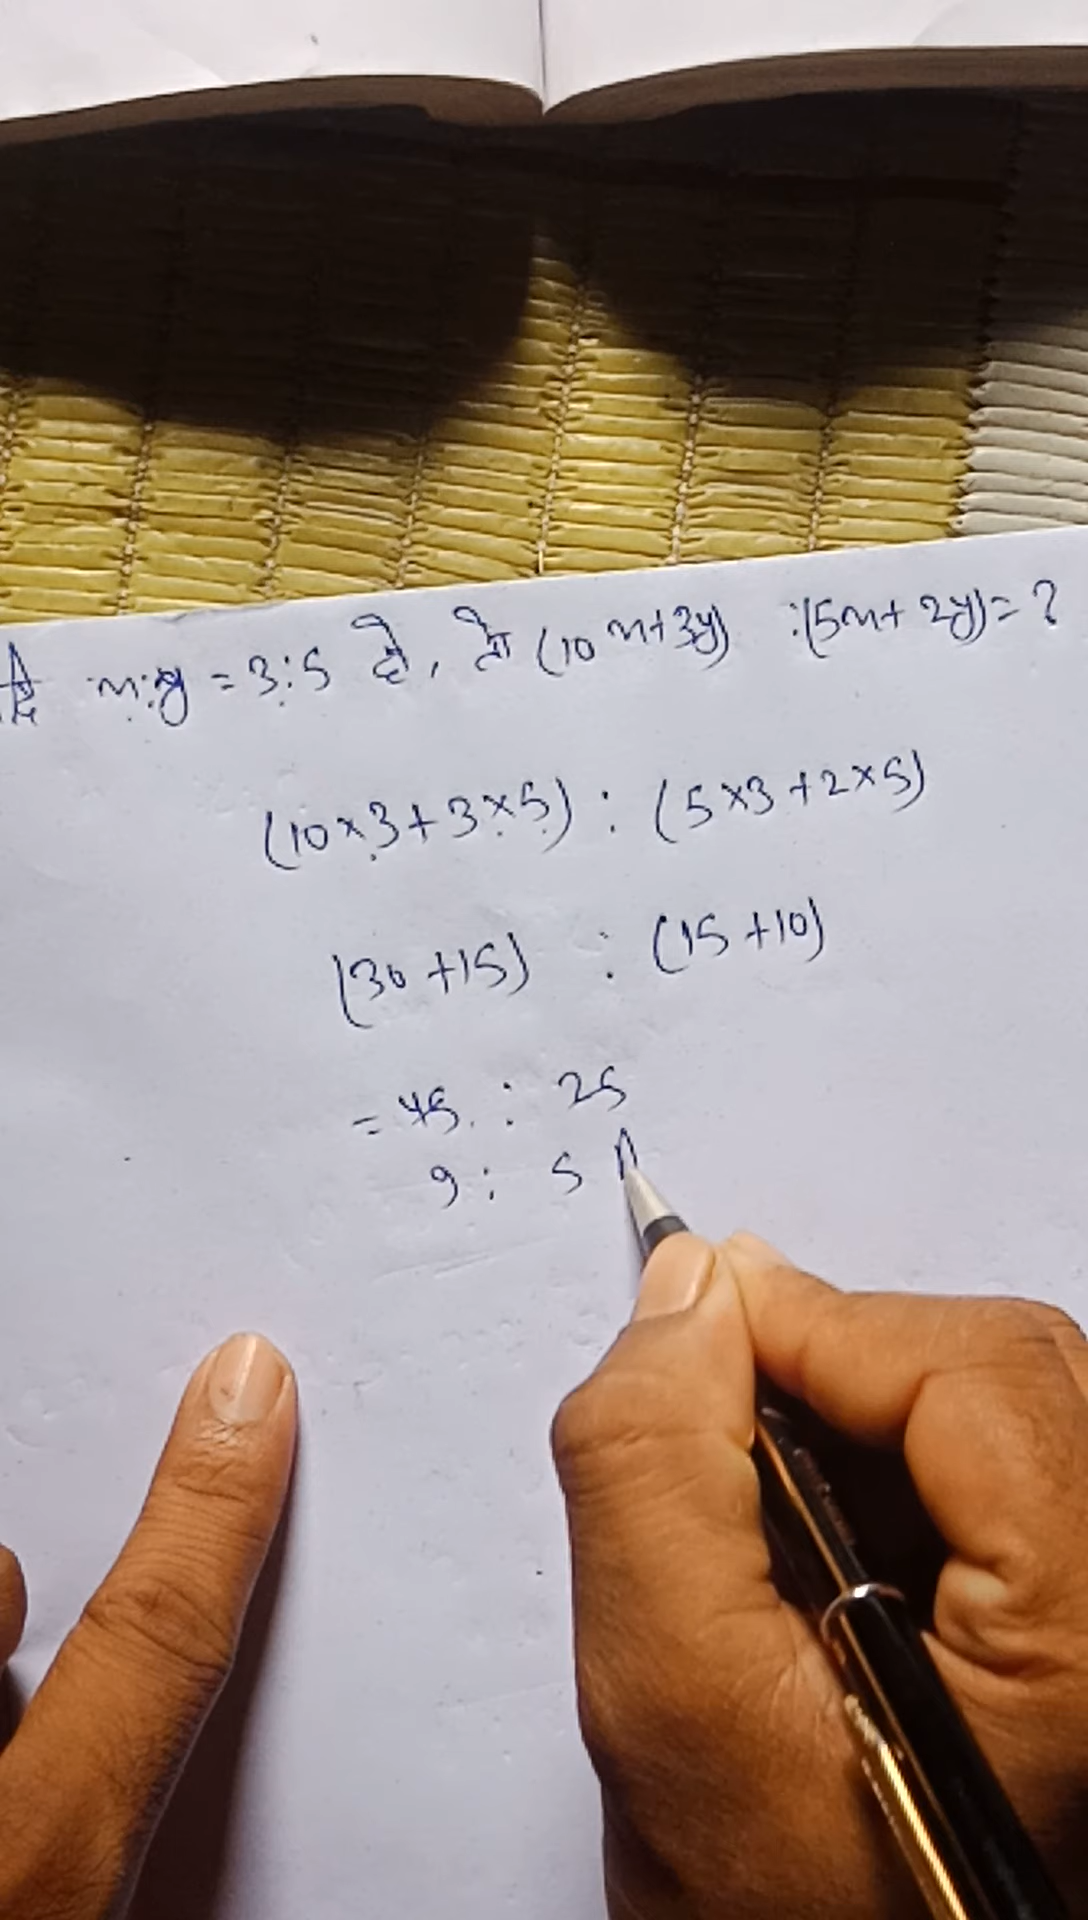 यदि x:y = 3:5 है, तो (10x+3y) :(5x+2y)=?
(10×3+3×5) : (5×3+2×5)
(30+15) : (15+10)
= 45 : 25
9 : 5 A